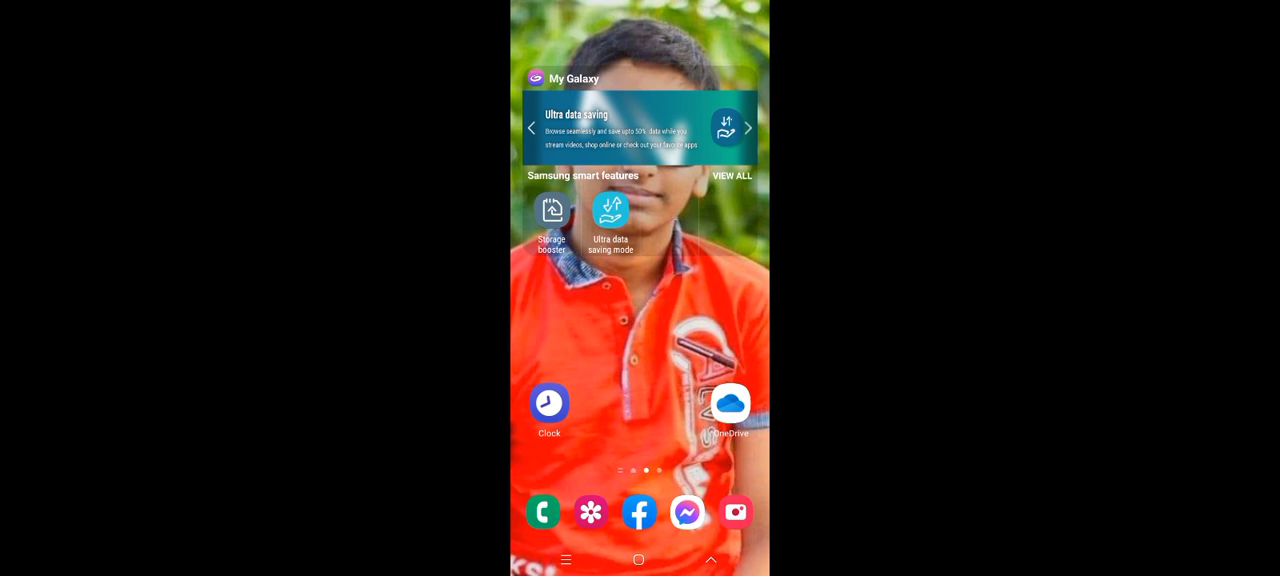 My Galaxy
Ultra data saving
Browse seamlessly and save upto 50% data while you
stream videos, shop online or check out your favorite apps
Samsung smart features
VIEW ALL
Storage
booster
Ultra data
saving mode
Clock
OneDrive